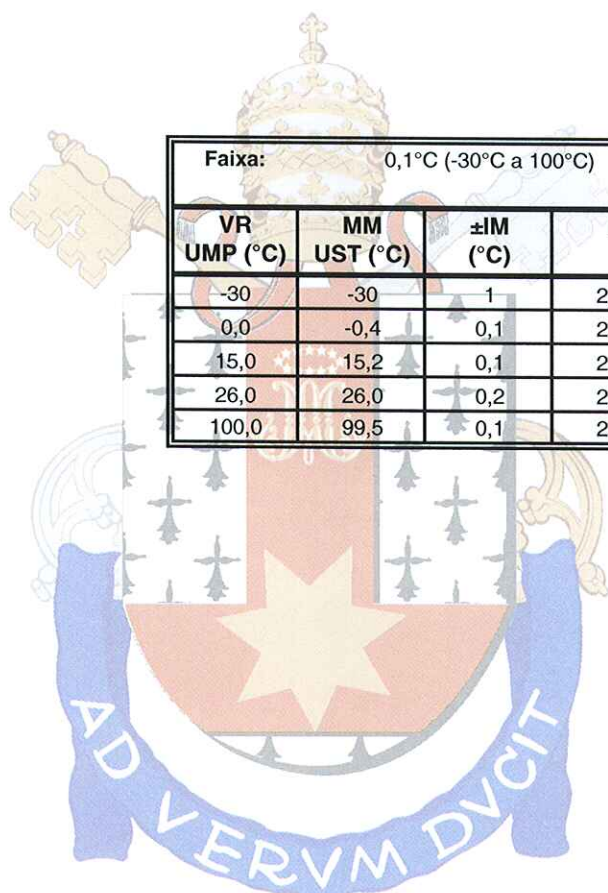 Faixa: 0,1°C (-30°C a 100°C)
VR UMP (°C) MM UST (°C) ±IM (°C)
-30 -30 1 2
0,0 -0,4 0,1 2
15,0 15,2 0,1 2
26,0 26,0 0,2 2
100,0 99,5 0,1 2
AD VERVM DVCIT